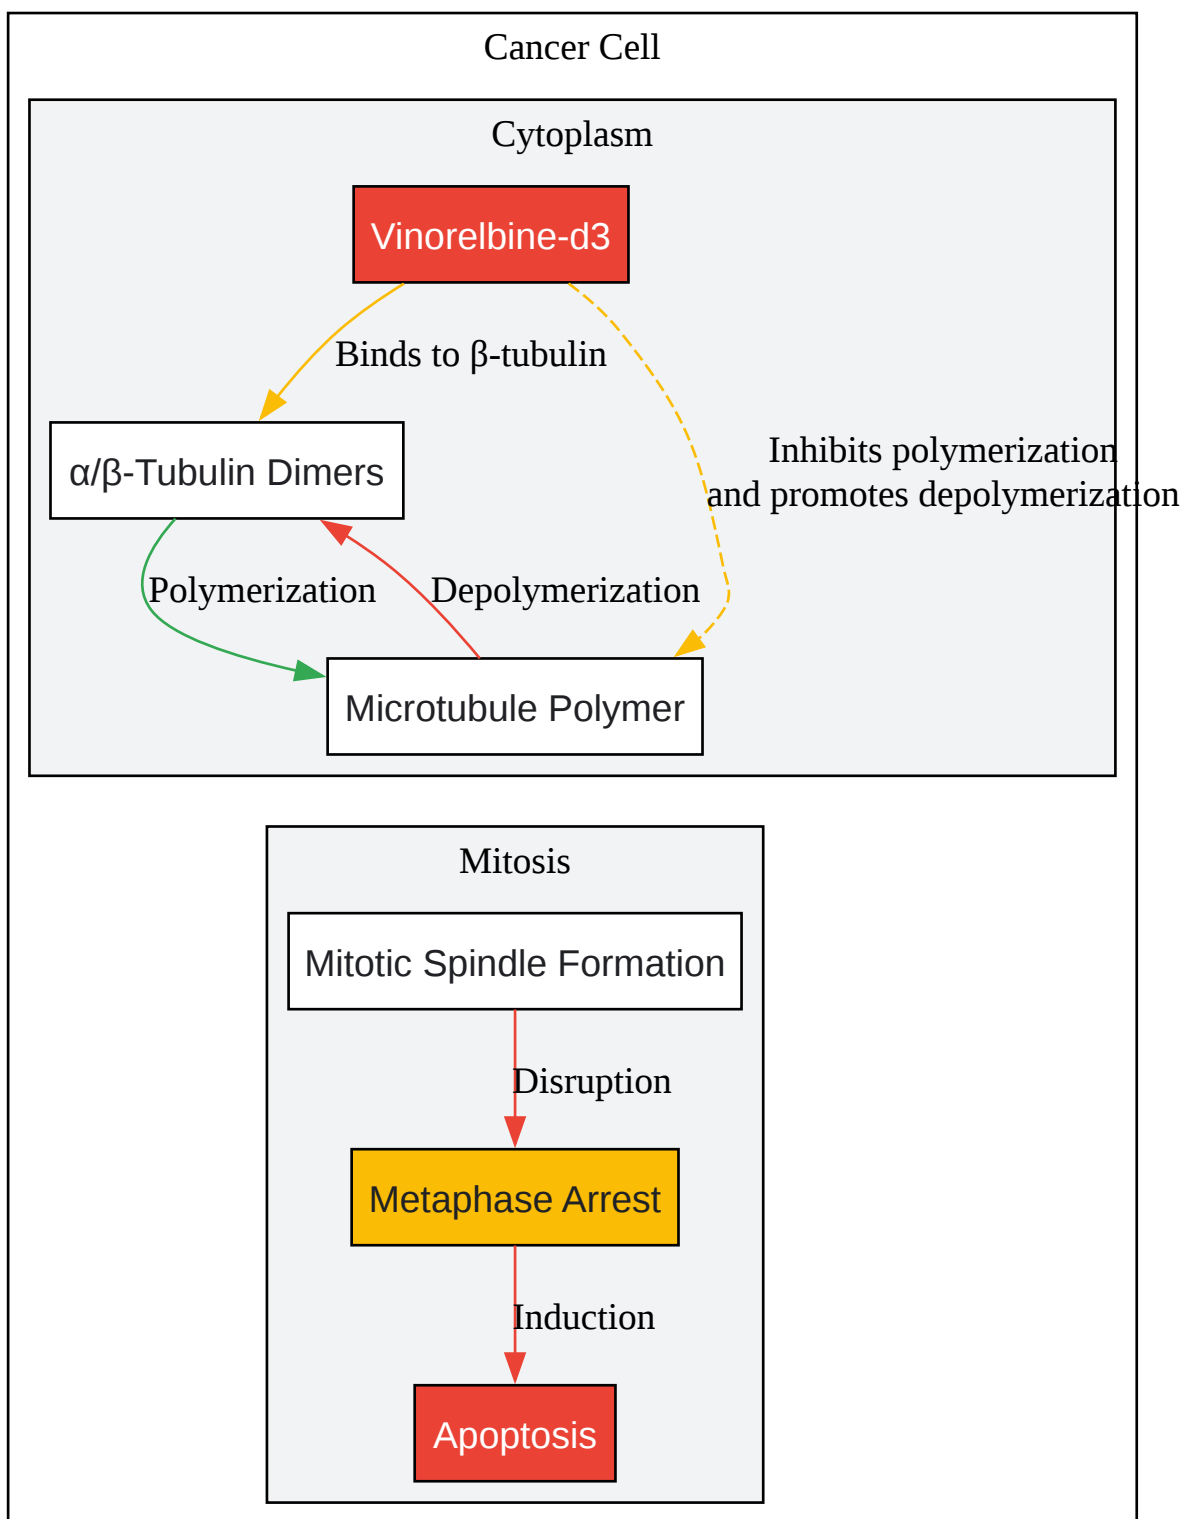 Cancer Cell
Cytoplasm
Vinorelbine-d3
Binds to β-tubulin
Inhibits polymerization
and promotes depolymerization
α/β-Tubulin Dimers
Polymerization
Depolymerization
Microtubule Polymer
Mitosis
Mitotic Spindle Formation
Disruption
Metaphase Arrest
Induction
Apoptosis